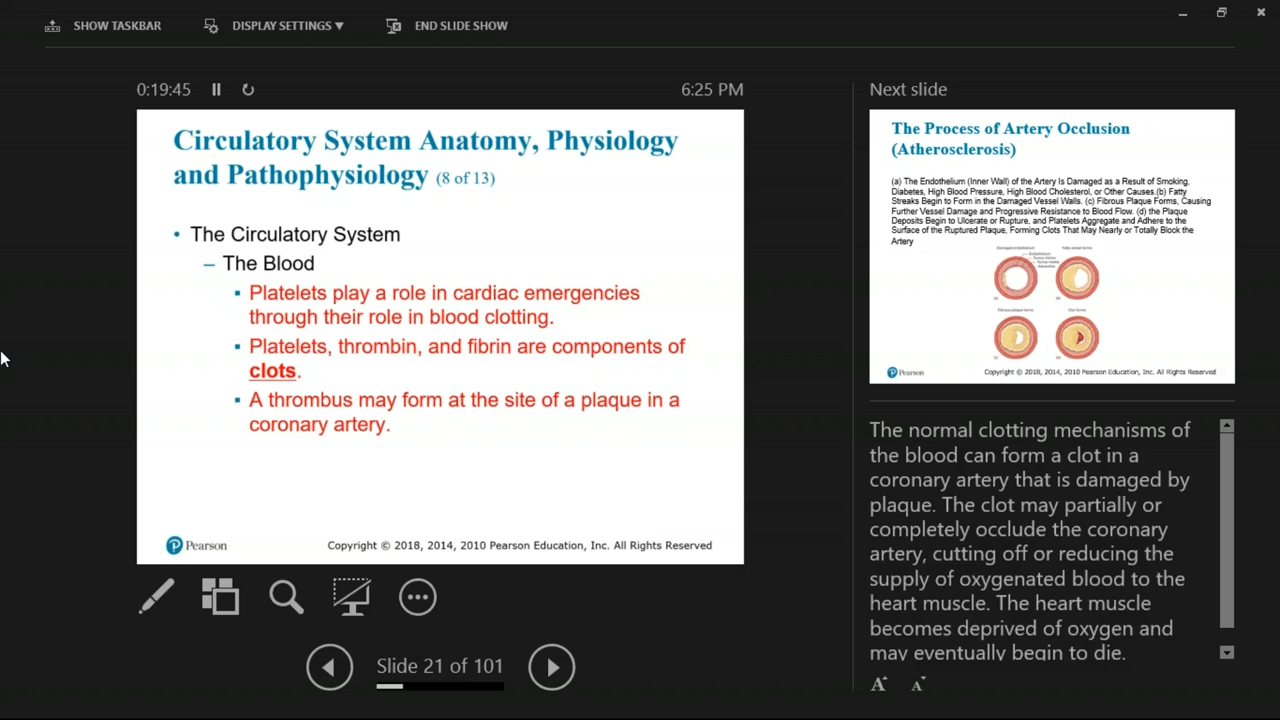 SHOW TASKBAR DISPLAY SETTINGS ▼ END SLIDE SHOW
0:19:45 6:25 PM
Circulatory System Anatomy, Physiology
and Pathophysiology (8 of 13)
• The Circulatory System
– The Blood
▪ Platelets play a role in cardiac emergencies
through their role in blood clotting.
▪ Platelets, thrombin, and fibrin are components of
clots.
▪ A thrombus may form at the site of a plaque in a
coronary artery.
Pearson
Copyright © 2018, 2014, 2010 Pearson Education, Inc. All Rights Reserved
Slide 21 of 101
Next slide
The Process of Artery Occlusion
(Atherosclerosis)
(a) The Endothelium (Inner Wall) of the Artery Is Damaged as a Result of Smoking,
Diabetes, High Blood Pressure, High Blood Cholesterol, or Other Causes.(b) Fatty
Streaks Begin to Form in the Damaged Vessel Walls. (c) Fibrous Plaque Forms, Causing
Further Vessel Damage and Progressive Resistance to Blood Flow. (d) the Plaque
Deposits Begin to Ulcerate or Rupture, and Platelets Aggregate and Adhere to the
Surface of the Ruptured Plaque, Forming Clots That May Nearly or Totally Block the
Artery
Pearson
Copyright © 2018, 2014, 2010 Pearson Education, Inc. All Rights Reserved
The normal clotting mechanisms of
the blood can form a clot in a
coronary artery that is damaged by
plaque. The clot may partially or
completely occlude the coronary
artery, cutting off or reducing the
supply of oxygenated blood to the
heart muscle. The heart muscle
becomes deprived of oxygen and
may eventually begin to die.
A A